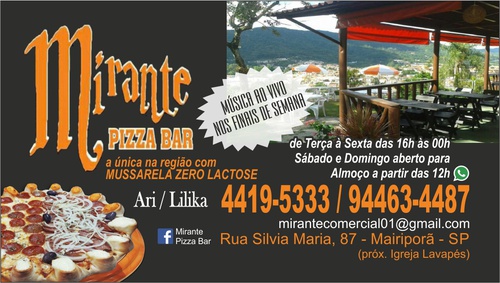 Mirante
PIZZA BAR
a única na região com
MUSSARELA ZERO LACTOSE
MÚSICA AO VIVO
NOS FINAIS DE SEMANA
de Terça à Sexta das 16h às 00h
Sábado e Domingo aberto para
Almoço a partir das 12h
Ari / Lilika 4419-5333 / 94463-4487
mirantecomercial01@gmail.com
Mirante
Pizza Bar
Rua Silvia Maria, 87 - Mairiporã - SP
(próx. Igreja Lavapés)